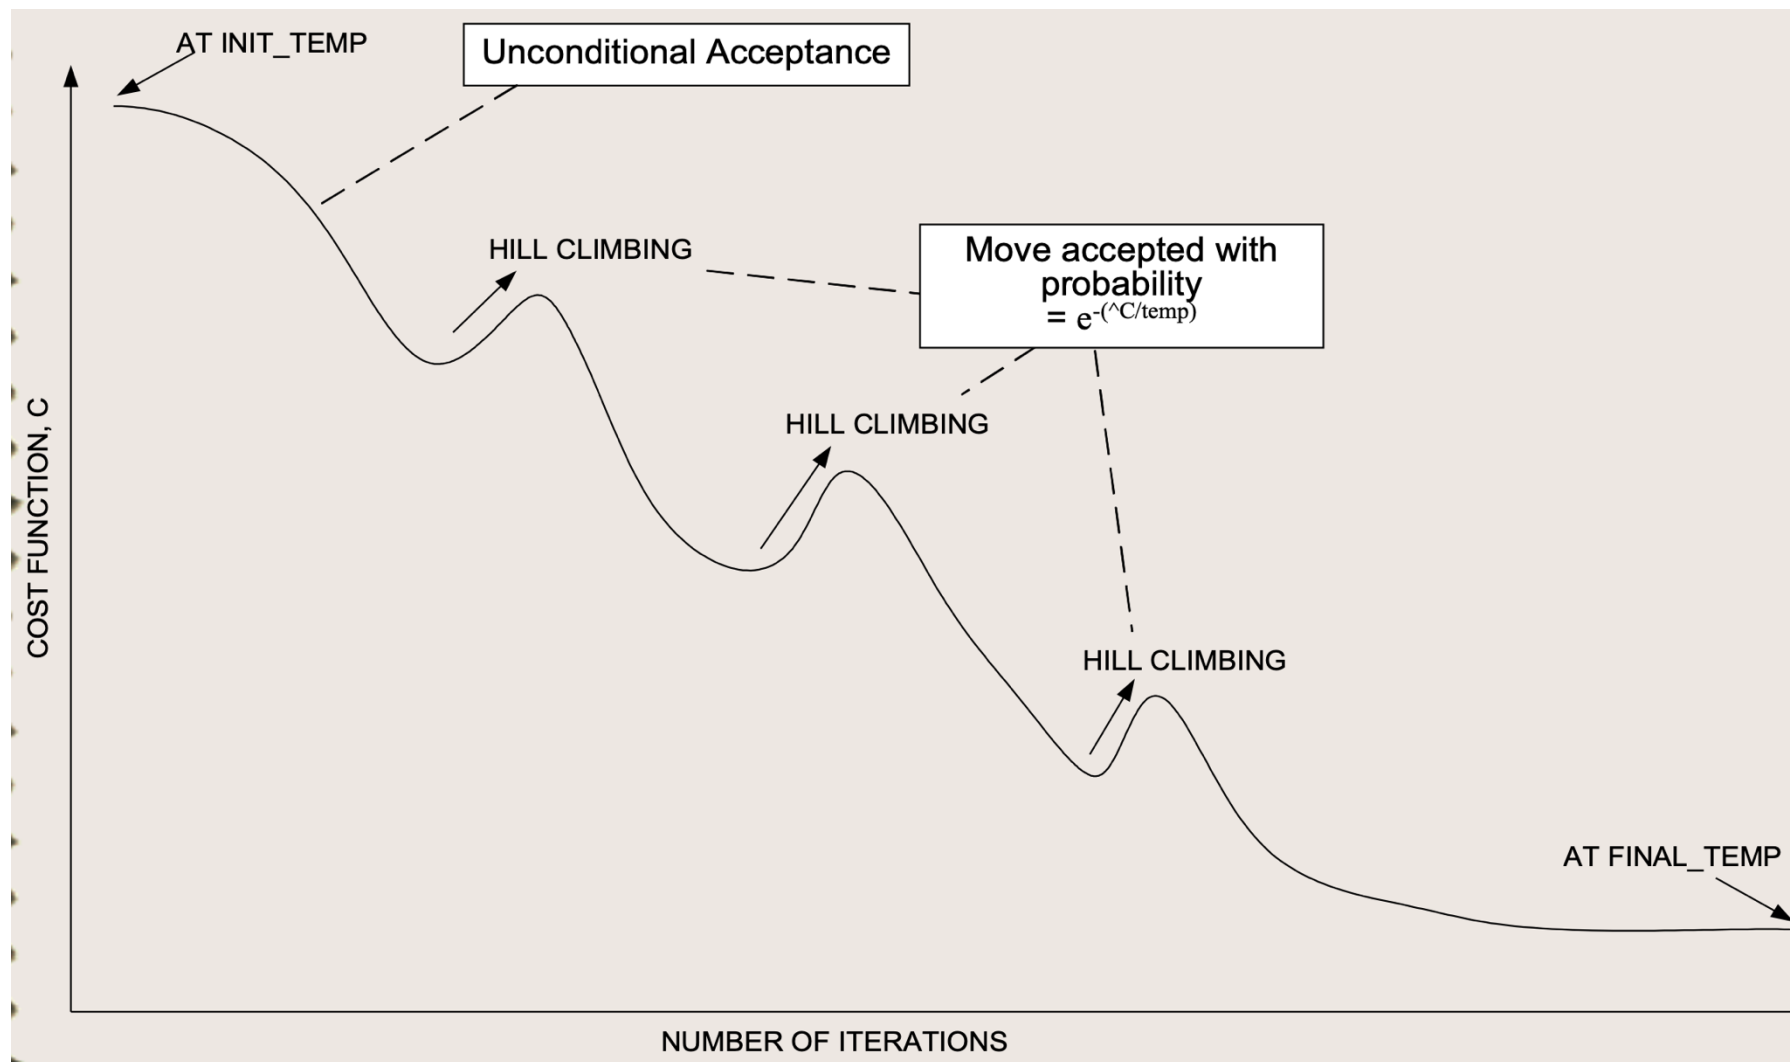 AT INIT_TEMP
Unconditional Acceptance
HILL CLIMBING
Move accepted with
probability
= e-(^C/temp)
HILL CLIMBING
HILL CLIMBING
AT FINAL_TEMP
COST FUNCTION, C
NUMBER OF ITERATIONS